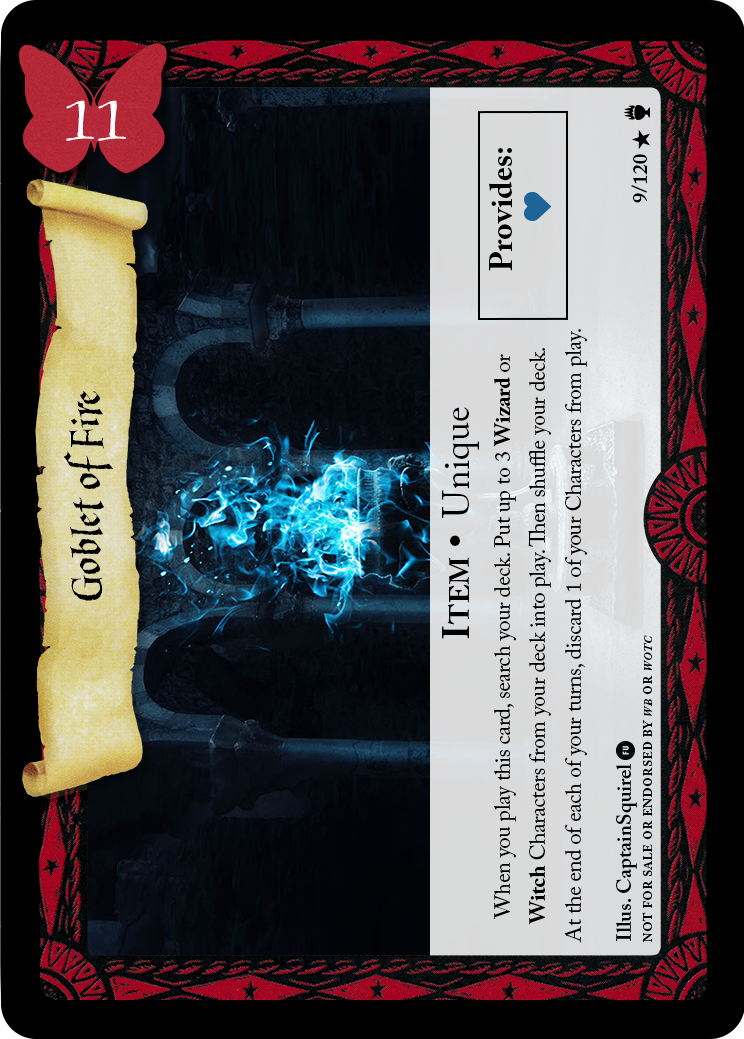 11
Goblet of Fire
ITEM • Unique
Provides:
When you play this card, search your deck. Put up to 3 Wizard or
Witch Characters from your deck into play. Then shuffle your deck.
At the end of each of your turns, discard 1 of your Characters from play.
Illus. CaptainSquirel FU
NOT FOR SALE OR ENDORSED BY WB OR WOTC
9/120 ★